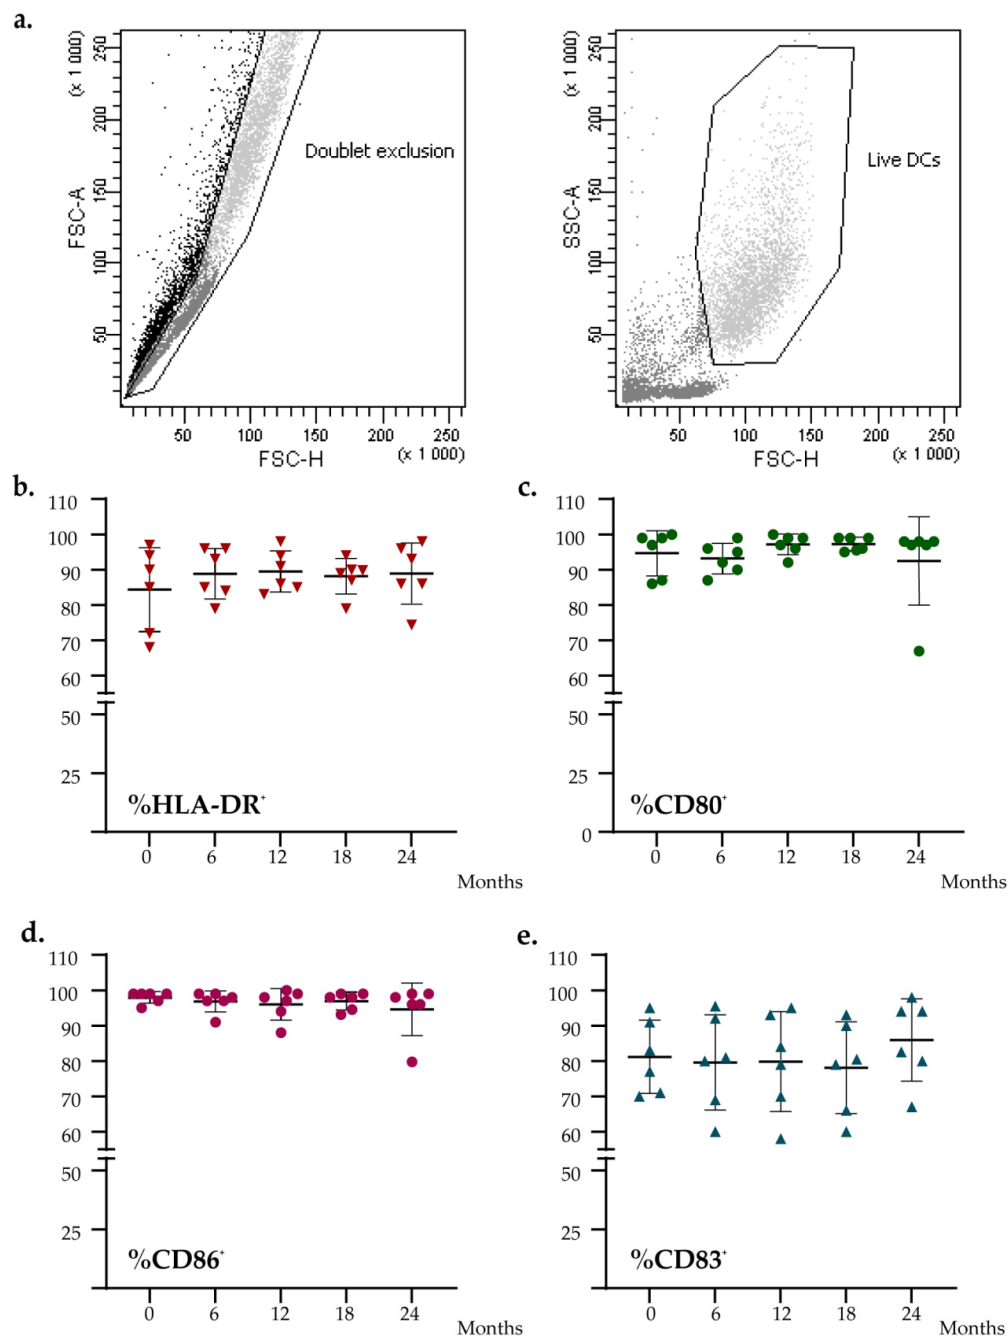 a.
(x 1 000)
250
200
150
100
50
FSC-A
Doublet exclusion
50 100 150 200 250
FSC-H
(x 1 000)
(x 1 000)
250
200
150
100
50
SSC-A
Live DCs
50 100 150 200 250
FSC-H
(x 1 000)
b.
110
100
90
80
70
60
50
25
%HLA-DR⁺
0 6 12 18 24
Months
c.
110
100
90
80
70
60
50
25
0
%CD80⁺
0 6 12 18 24
Months
d.
110
100
90
80
70
60
50
25
%CD86⁺
0 6 12 18 24
Months
e.
110
100
90
80
70
60
50
25
%CD83⁺
0 6 12 18 24
Months